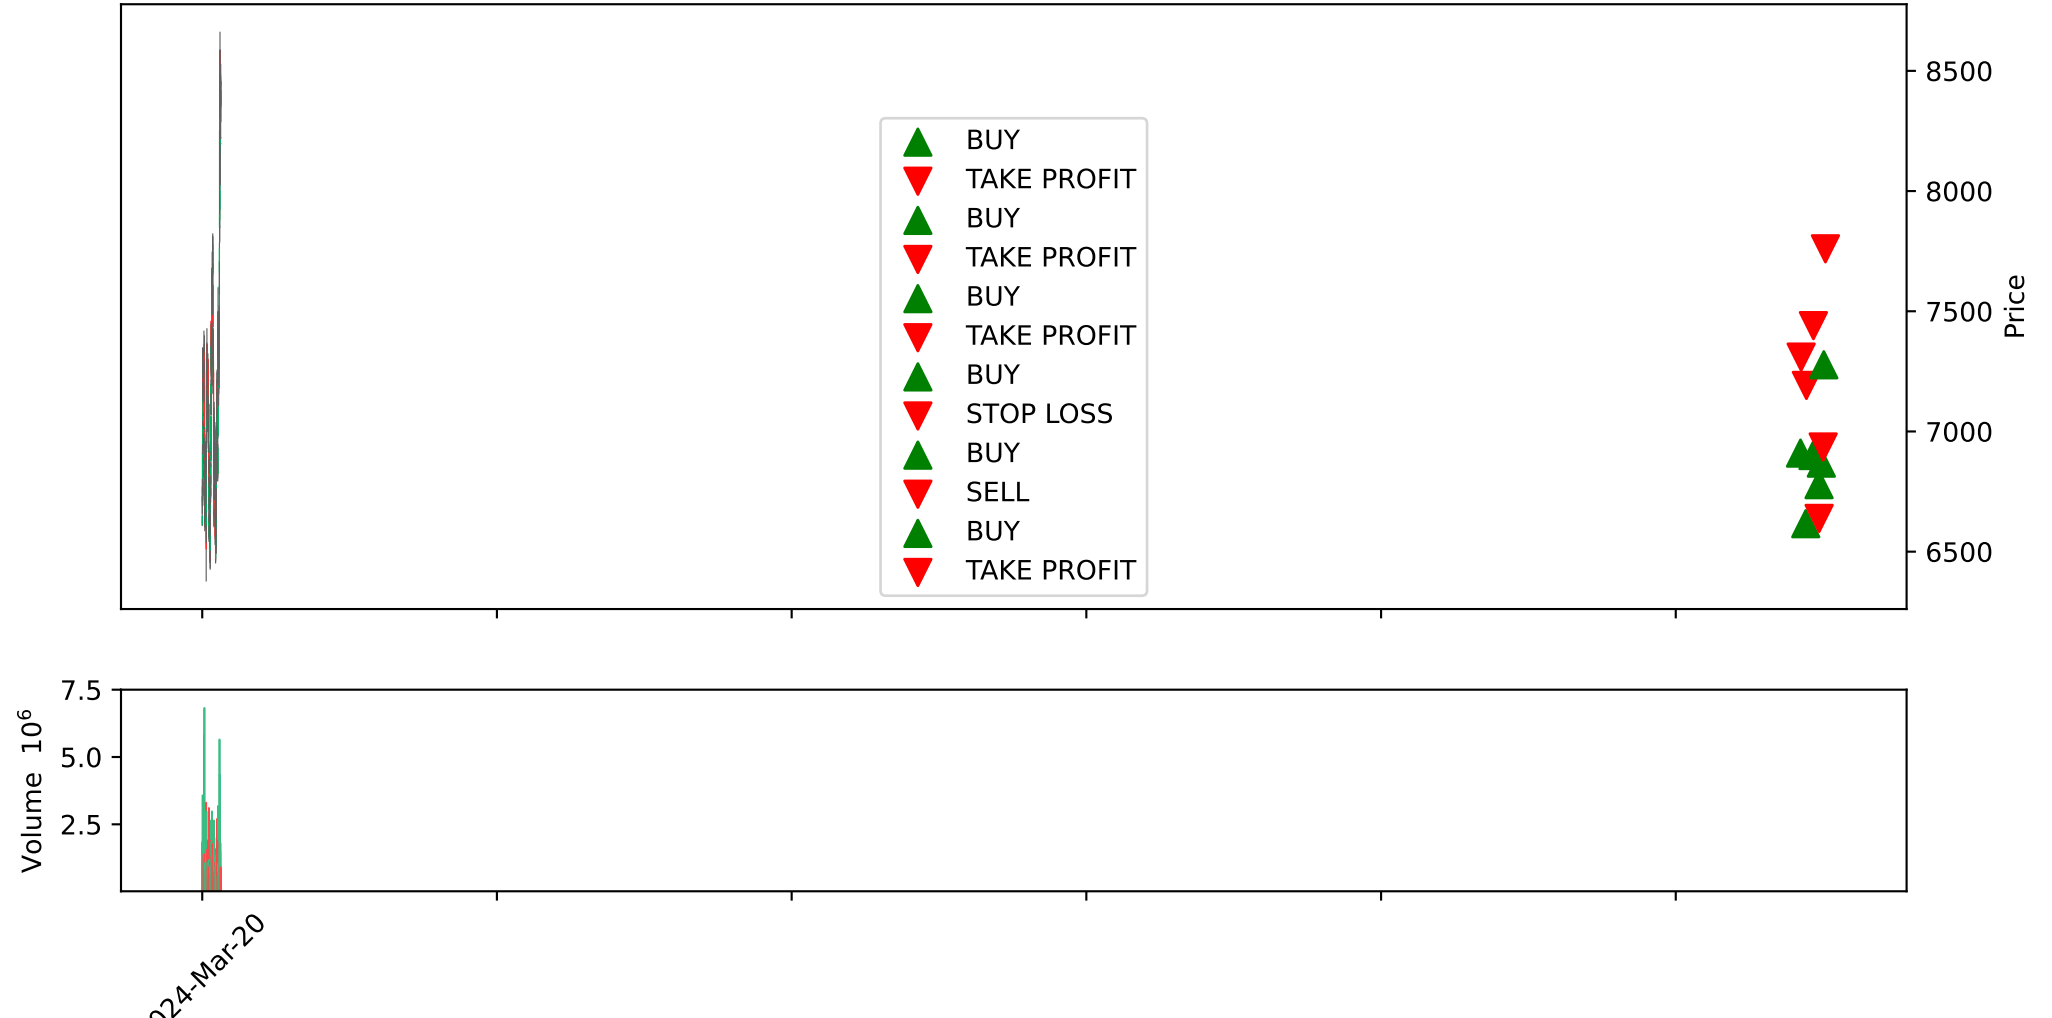 8500
8000
7500
7000
6500
Price
BUY
TAKE PROFIT
BUY
TAKE PROFIT
BUY
TAKE PROFIT
BUY
STOP LOSS
BUY
SELL
BUY
TAKE PROFIT
7.5
5.0
2.5
Volume 10⁶
024-Mar-20